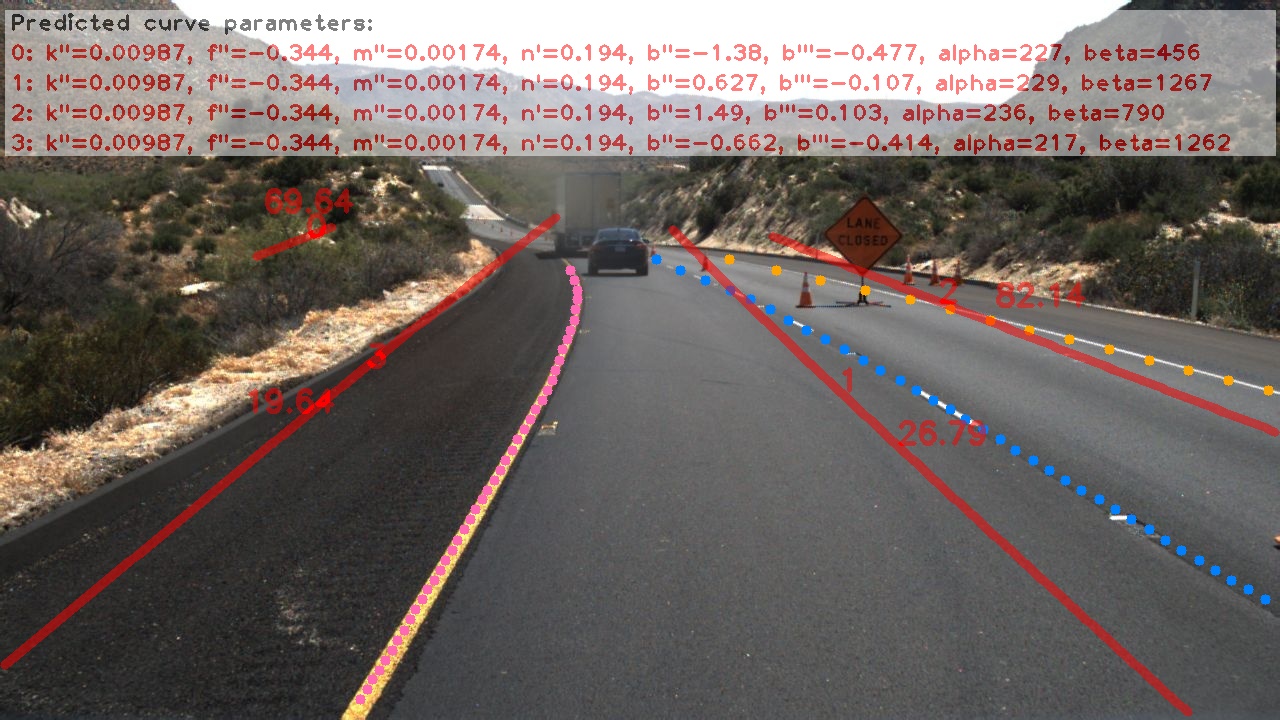 Predicted curve parameters:
0: k''=0.00987, f''=-0.344, m''=0.00174, n'=0.194, b''=-1.38, b'''=-0.477, alpha=227, beta=456
1: k''=0.00987, f''=-0.344, m''=0.00174, n'=0.194, b''=0.627, b'''=-0.107, alpha=229, beta=1267
2: k''=0.00987, f''=-0.344, m''=0.00174, n'=0.194, b''=1.49, b'''=0.103, alpha=236, beta=790
3: k''=0.00987, f''=-0.344, m''=0.00174, n'=0.194, b''=-0.662, b'''=-0.414, alpha=217, beta=1262
69.64
0
LANE
CLOSED
2
82.14
3
1
19.64
26.79